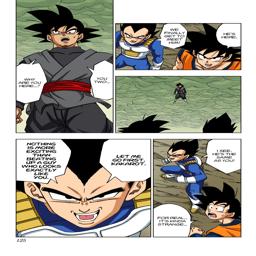 WE
FINALLY
GET TO
MEET
HIM!
HE'S
HERE.
YOU
TWO...
WHY
ARE YOU
HERE...?
NOTHING IS
MORE
EXCITING
THAN
BEATING
UP A GUY
WHO LOOKS
EXACTLY
LIKE
YOU.
LET ME
GO FIRST,
KAKAROT.
I SEE.
HE'S THE
SAME
AS YOU!
FOR REAL...
IT'S KINDA
STRANGE...